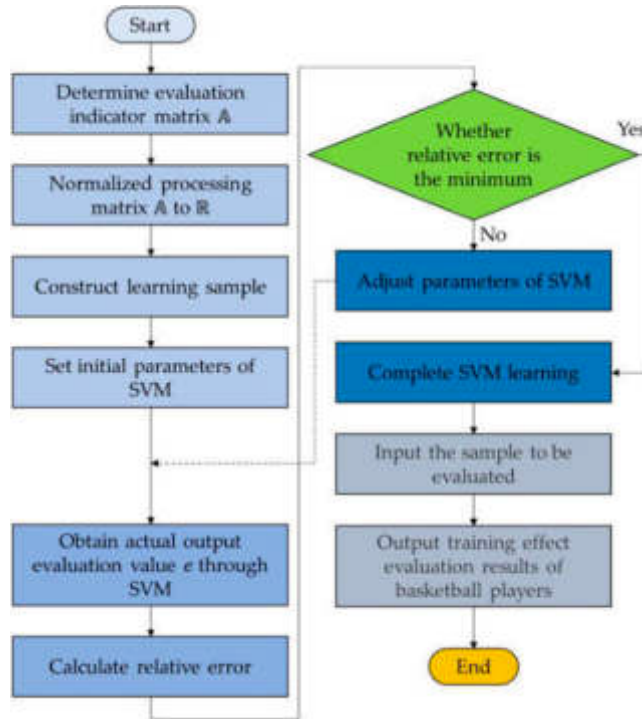 Start
Determine evaluation
indicator matrix 𝔸
Normalized processing
matrix 𝔸 to ℝ
Construct learning sample
Set initial parameters of
SVM
Obtain actual output
evaluation value e through
SVM
Calculate relative error
Whether
relative error is
the minimum
Yes
No
Adjust parameters of SVM
Complete SVM learning
Input the sample to be
evaluated
Output training effect
evaluation results of
basketball players
End